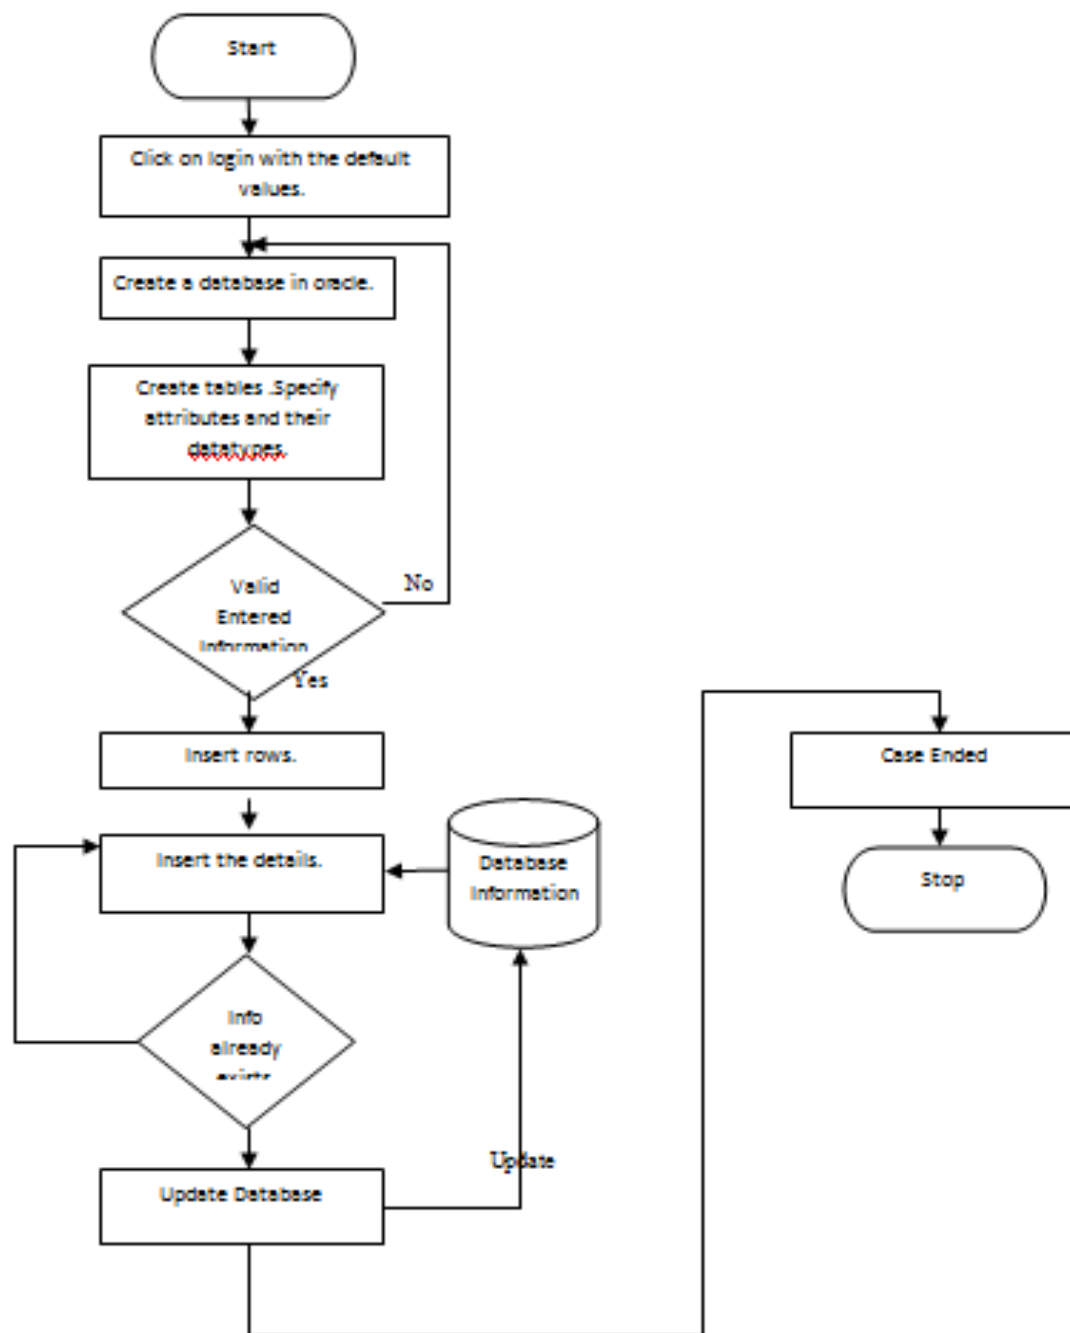 Start
Click on login with the default
values.
Create a database in oracle.
Create tables .Specify
attributes and their
datatypes.
No
Valid
Entered
Information
Yes
Insert rows.
Case Ended
Insert the details.
Database
Information
Stop
Info
already
exists
Update
Update Database